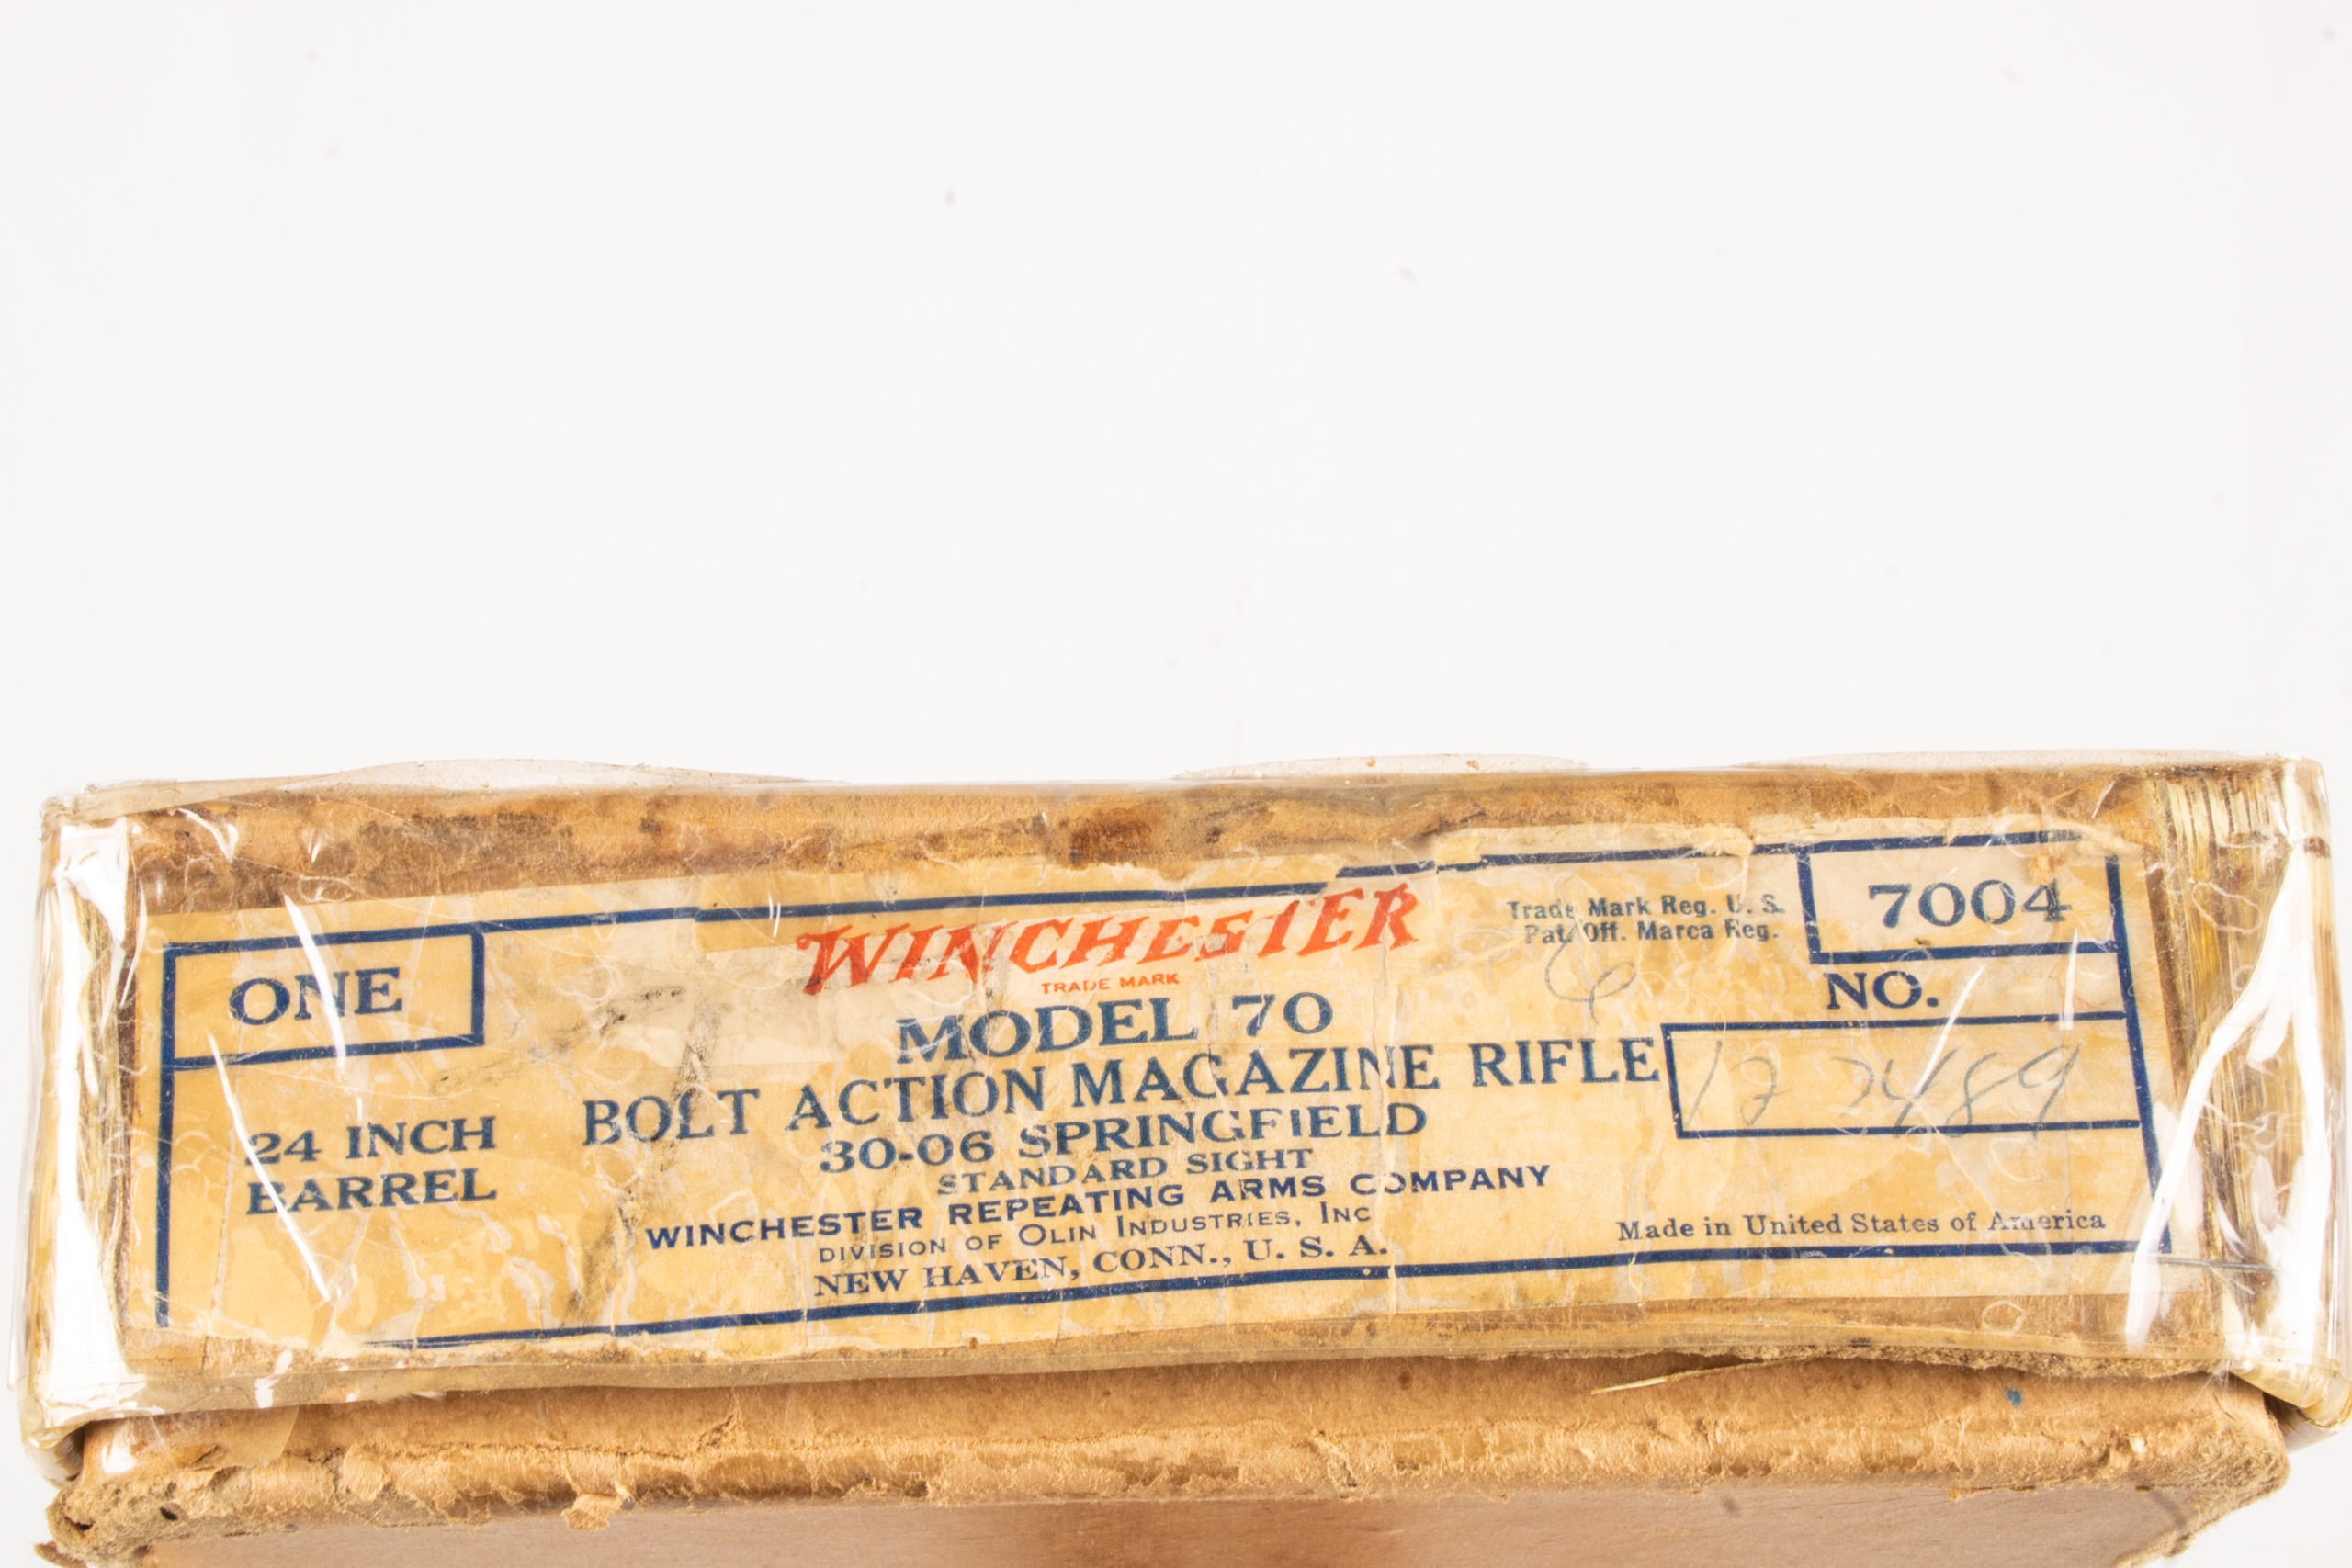 ONE
24 INCH
BARREL
WINCHESTER
TRADE MARK
MODEL 70
BOLT ACTION MAGAZINE RIFLE
30-06 SPRINGFIELD
STANDARD SIGHT
WINCHESTER REPEATING ARMS COMPANY
DIVISION OF OLIN INDUSTRIES, INC
NEW HAVEN, CONN., U. S. A.
Trade Mark Reg. U. S.
Pat. Off. Marca Reg.
7004
NO.
Made in United States of America